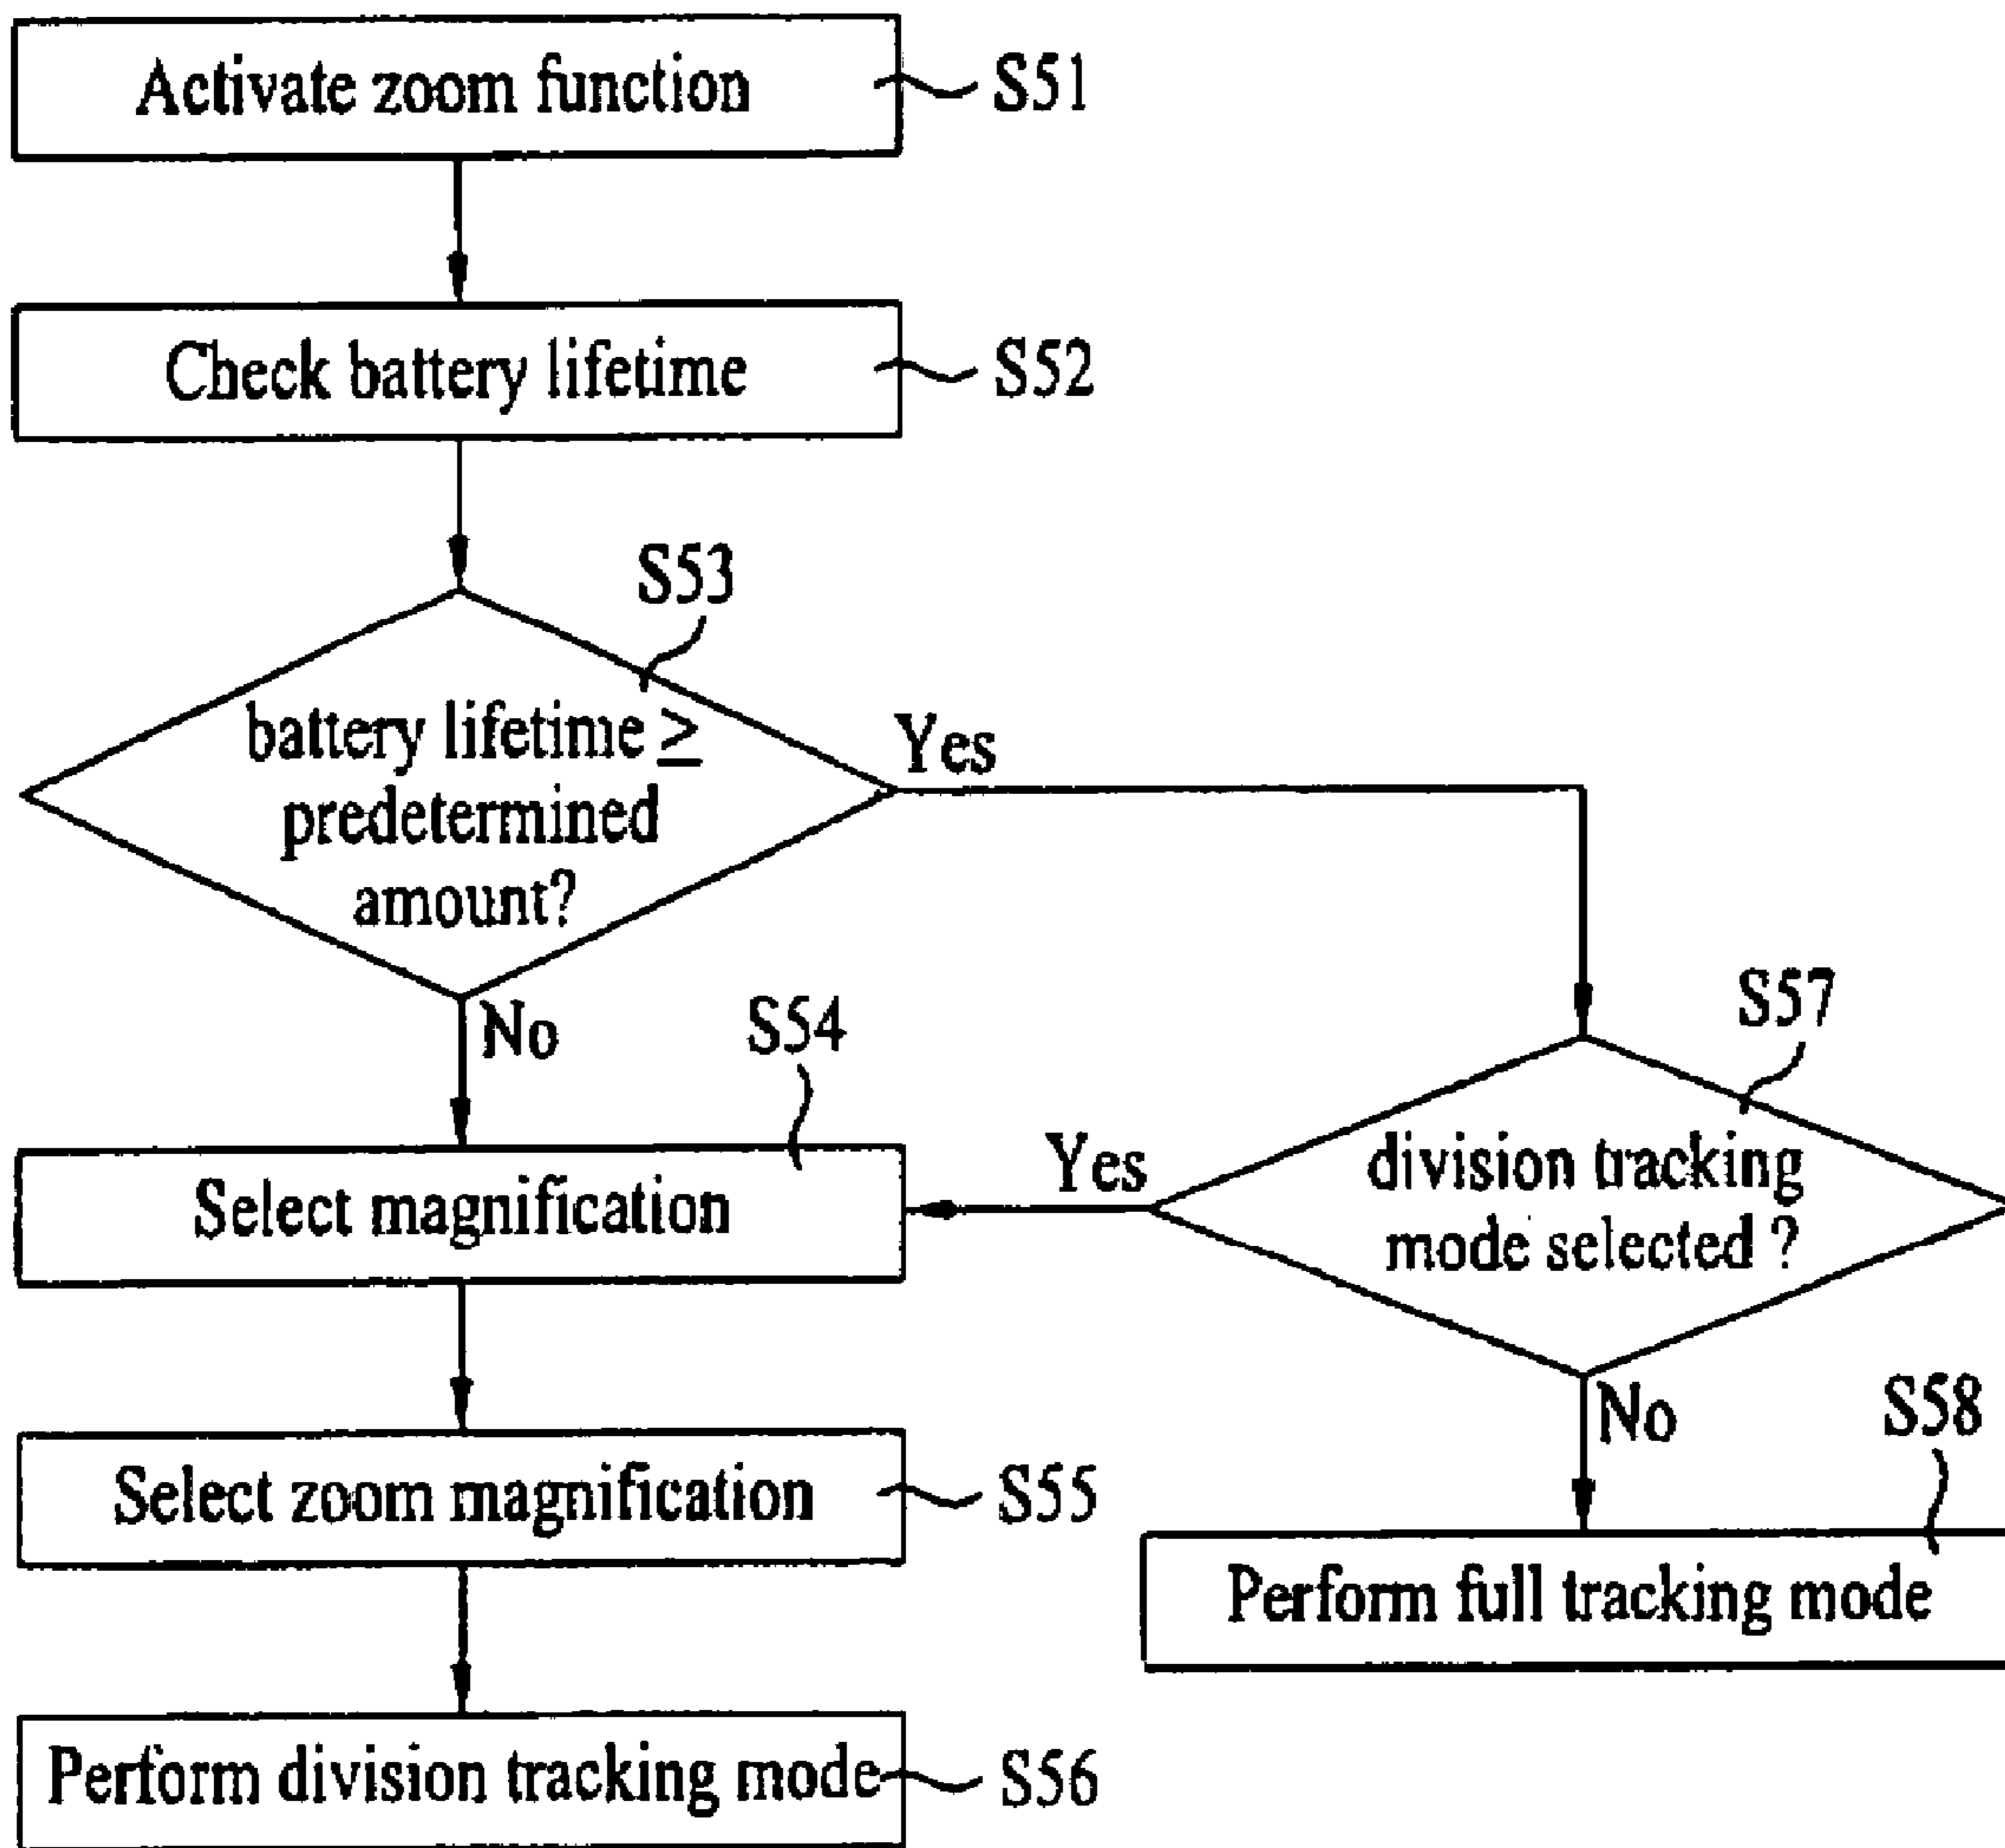 Activate zoom function
S51
Check battery lifetime
S52
S53
battery lifetime ≥
predetermined
amount?
Yes
No
S54
Select magnification
S57
division tracking
mode selected ?
Yes
No
Select zoom magnification
S55
S58
Perform full tracking mode
Perform division tracking mode
S56